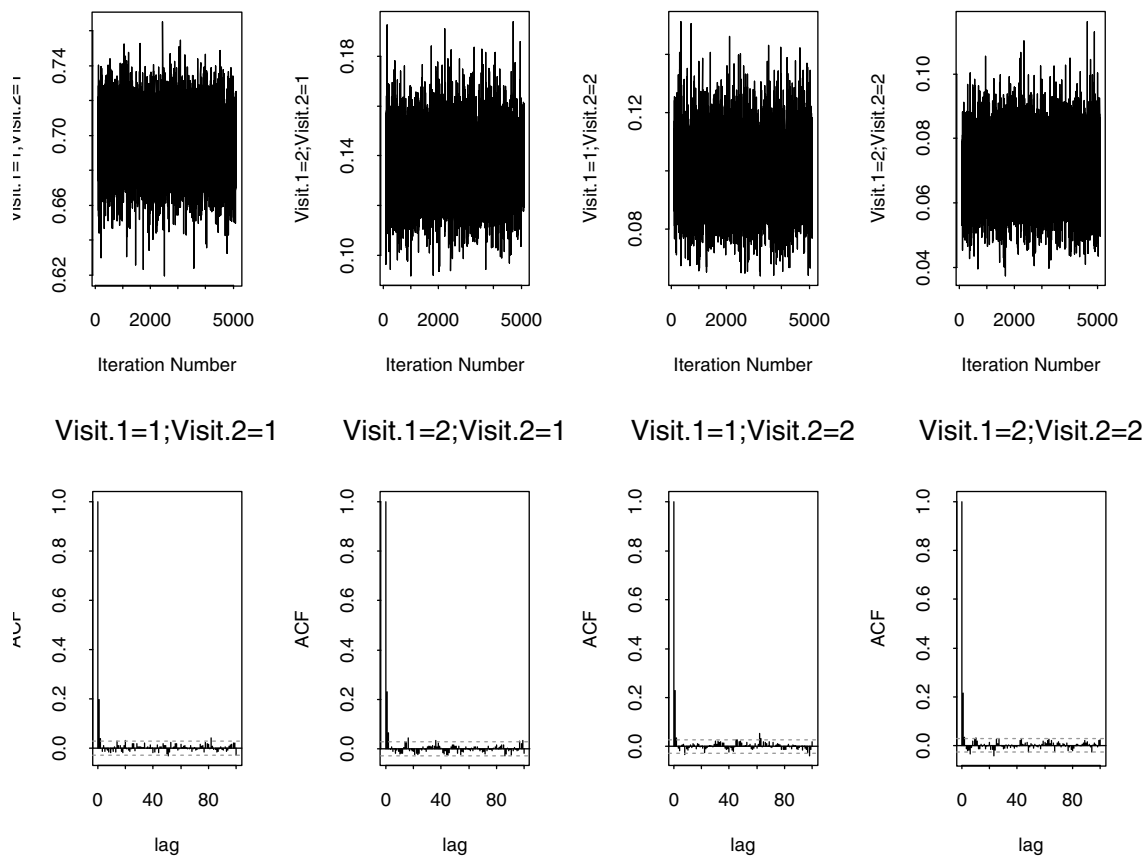 Visit.1=1;Visit.2=1
0.62 0.66 0.70 0.74
0 2000 5000
Iteration Number
Visit.1=2;Visit.2=1
0.10 0.14 0.18
0 2000 5000
Iteration Number
Visit.1=1;Visit.2=2
0.08 0.12
0 2000 5000
Iteration Number
Visit.1=2;Visit.2=2
0.04 0.06 0.08 0.10
0 2000 5000
Iteration Number
Visit.1=1;Visit.2=1
ACF
0.0 0.2 0.4 0.6 0.8 1.0
0 40 80
lag
Visit.1=2;Visit.2=1
ACF
0.0 0.2 0.4 0.6 0.8 1.0
0 40 80
lag
Visit.1=1;Visit.2=2
ACF
0.0 0.2 0.4 0.6 0.8 1.0
0 40 80
lag
Visit.1=2;Visit.2=2
ACF
0.0 0.2 0.4 0.6 0.8 1.0
0 40 80
lag